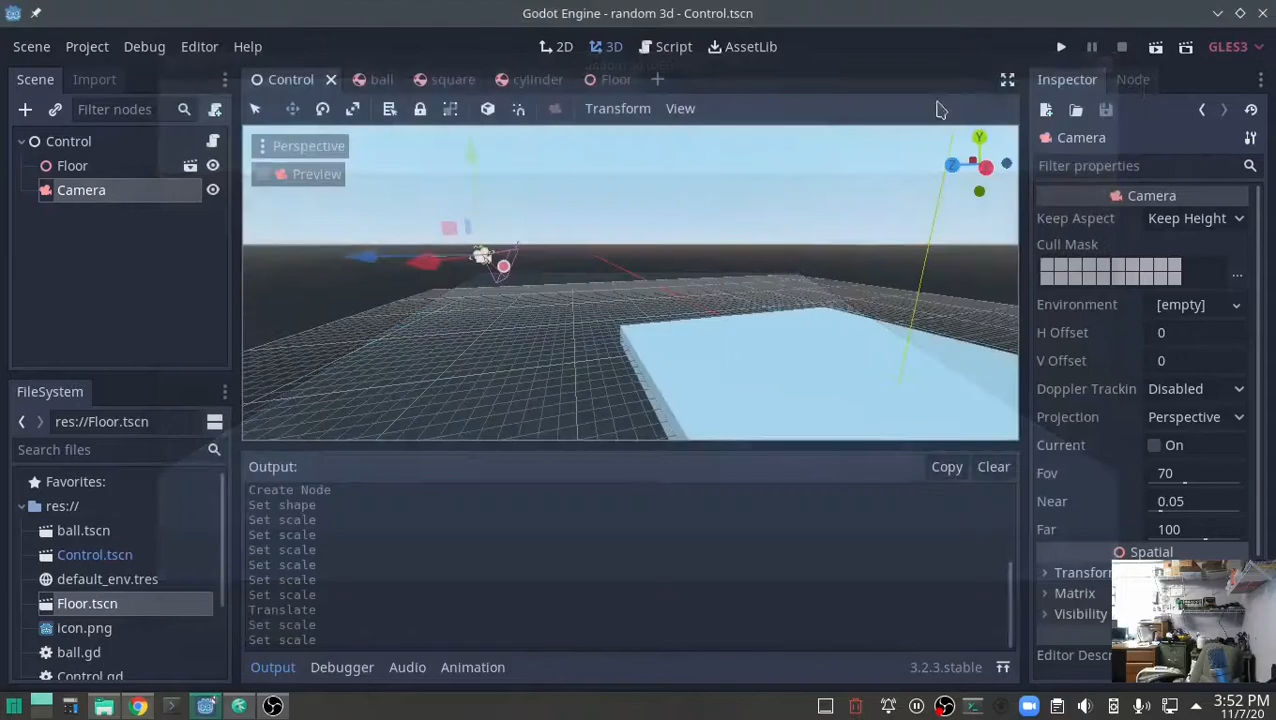 Godot Engine - random 3d - Control.tscn
Scene Project Debug Editor Help
2D 3D Script AssetLib
GLES3
Scene Import
Control ball square cylinder Floor
Inspector Node
Filter nodes
Transform View
Control
Floor
Camera
Perspective
Preview
Y
Z
Camera
Filter properties
Camera
Keep Aspect Keep Height
Cull Mask
Environment [empty]
H Offset 0
V Offset 0
Doppler Trackin Disabled
Projection Perspective
Current On
Fov 70
Near 0.05
Far 100
Spatial
Transform
Matrix
Visibility
Editor Descr
FileSystem
res://Floor.tscn
Search files
Favorites:
res://
ball.tscn
Control.tscn
default_env.tres
Floor.tscn
icon.png
ball.gd
Control.gd
Output: Copy Clear
Create Node
Set shape
Set scale
Set scale
Set scale
Set scale
Set scale
Set scale
Translate
Set scale
Set scale
Output Debugger Audio Animation 3.2.3.stable
3:52 PM
11/7/20